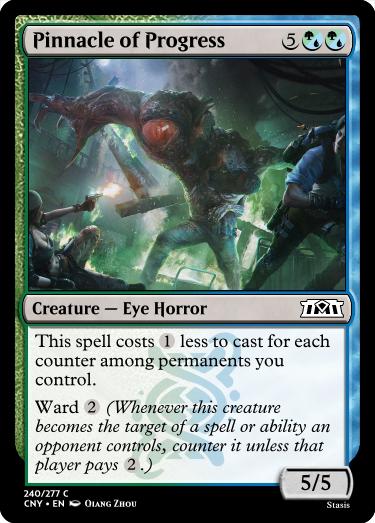 Pinnacle of Progress 5
Creature — Eye Horror
This spell costs 1 less to cast for each
counter among permanents you
control.
Ward 2 (Whenever this creature
becomes the target of a spell or ability an
opponent controls, counter it unless that
player pays 2.)
5/5
240/277 C
CNY • EN Qiang Zhou
Stasis